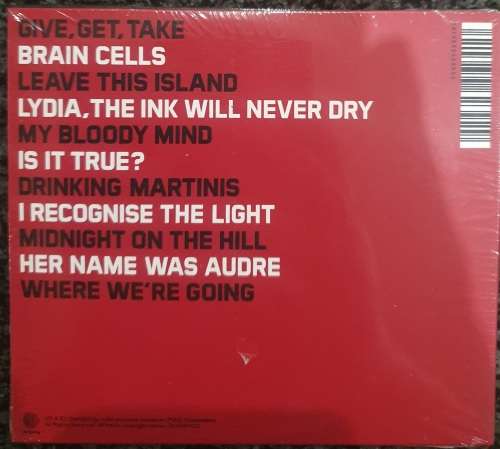 GIVE, GET, TAKE
BRAIN CELLS
LEAVE THIS ISLAND
LYDIA, THE INK WILL NEVER DRY
MY BLOODY MIND
IS IT TRUE?
DRINKING MARTINIS
I RECOGNISE THE LIGHT
MIDNIGHT ON THE HILL
HER NAME WAS AUDRE
WHERE WE'RE GOING